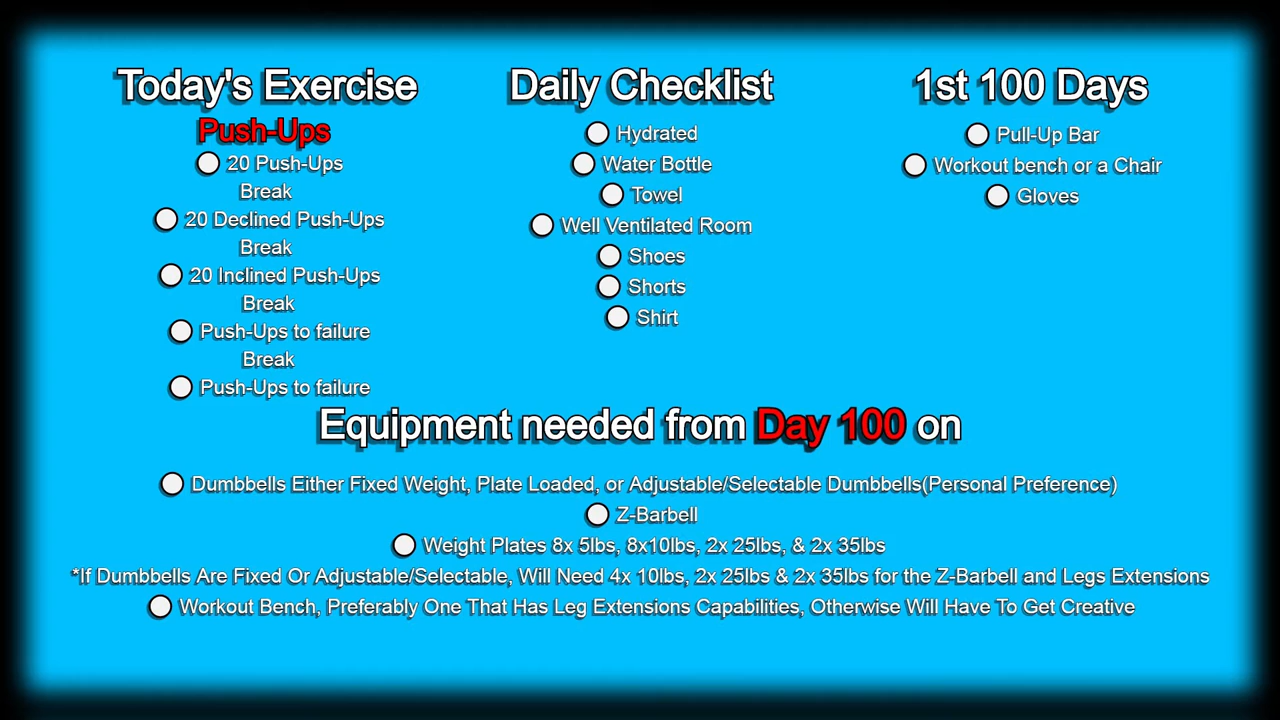 Today's Exercise
Push-Ups
20 Push-Ups
Break
20 Declined Push-Ups
Break
20 Inclined Push-Ups
Break
Push-Ups to failure
Break
Push-Ups to failure
Daily Checklist
Hydrated
Water Bottle
Towel
Well Ventilated Room
Shoes
Shorts
Shirt
1st 100 Days
Pull-Up Bar
Workout bench or a Chair
Gloves
Equipment needed from Day 100 on
Dumbbells Either Fixed Weight, Plate Loaded, or Adjustable/Selectable Dumbbells(Personal Preference)
Z-Barbell
Weight Plates 8x 5lbs, 8x10lbs, 2x 25lbs, & 2x 35lbs
*If Dumbbells Are Fixed Or Adjustable/Selectable, Will Need 4x 10lbs, 2x 25lbs & 2x 35lbs for the Z-Barbell and Legs Extensions
Workout Bench, Preferably One That Has Leg Extensions Capabilities, Otherwise Will Have To Get Creative